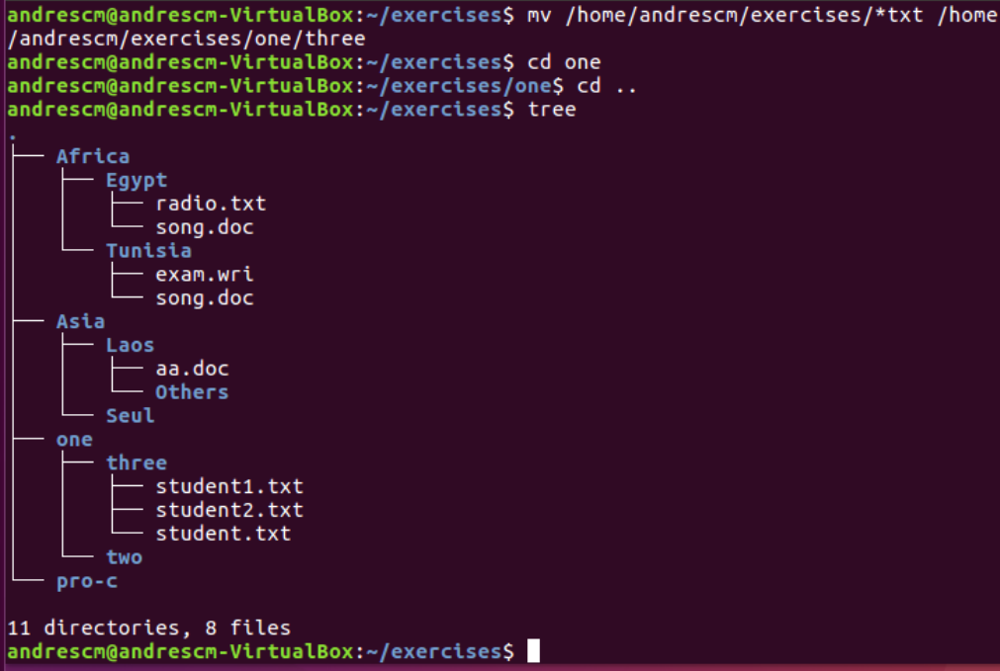 andrescm@andrescm-VirtualBox:~/exercises$ mv /home/andrescm/exercises/*txt /home
/andrescm/exercises/one/three
andrescm@andrescm-VirtualBox:~/exercises$ cd one
andrescm@andrescm-VirtualBox:~/exercises/one$ cd ..
andrescm@andrescm-VirtualBox:~/exercises$ tree
.
├── Africa
│   ├── Egypt
│   │   ├── radio.txt
│   │   └── song.doc
│   └── Tunisia
│       ├── exam.wri
│       └── song.doc
├── Asia
│   ├── Laos
│   │   ├── aa.doc
│   │   └── Others
│   └── Seul
├── one
│   ├── three
│   │   ├── student1.txt
│   │   ├── student2.txt
│   │   └── student.txt
│   └── two
└── pro-c

11 directories, 8 files
andrescm@andrescm-VirtualBox:~/exercises$